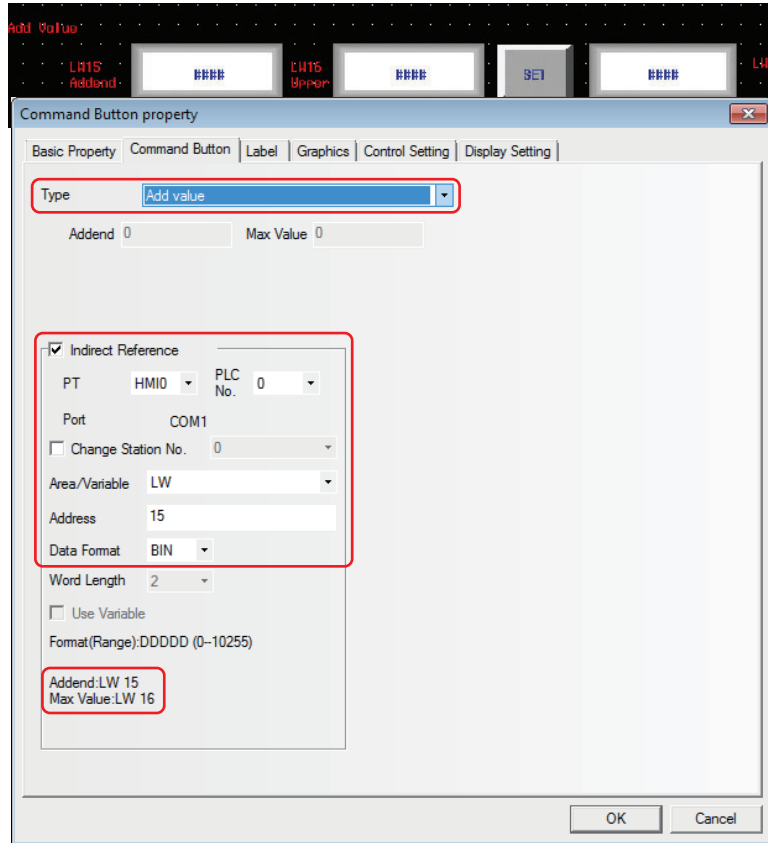 Add Value
LW15 Addend
####
LW16 Upper
####
SET
####
LW
Command Button property
Basic Property Command Button Label Graphics Control Setting Display Setting
Type Add value
Addend 0 Max Value 0
Indirect Reference
PT HMI0 PLC No. 0
Port COM1
Change Station No. 0
Area/Variable LW
Address 15
Data Format BIN
Word Length 2
Use Variable
Format(Range):DDDDD (0--10255)
Addend:LW 15
Max Value:LW 16
OK Cancel